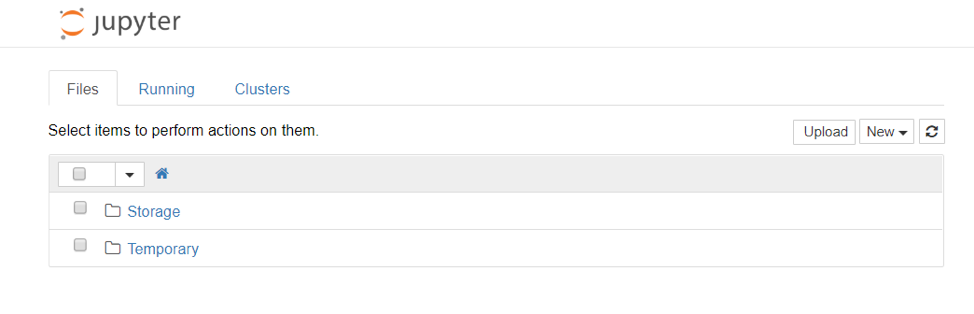 jupyter
Files Running Clusters
Select items to perform actions on them.
Upload New
Storage
Temporary